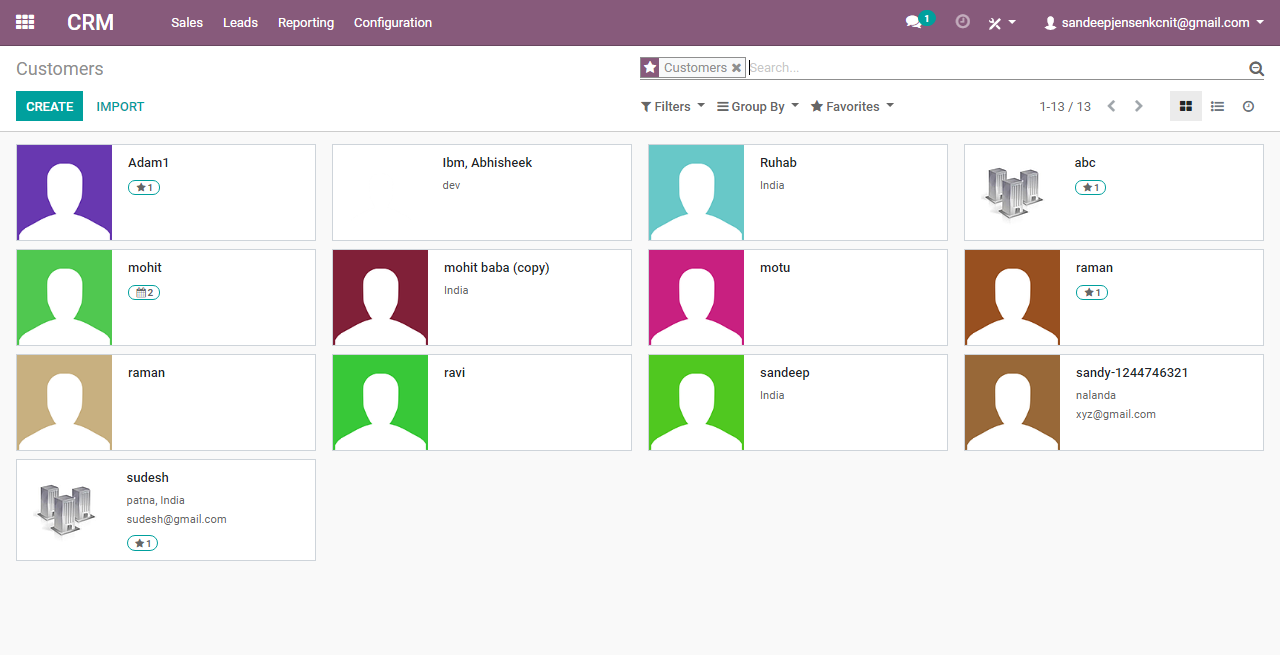 CRM Sales Leads Reporting Configuration 1 sandeepjensenkcnit@gmail.com
Customers Customers Search...
CREATE IMPORT Filters Group By Favorites 1-13 / 13
Adam1
1
Ibm, Abhisheek
dev
Ruhab
India
abc
1
mohit
2
mohit baba (copy)
India
motu
raman
1
raman
ravi
sandeep
India
sandy-1244746321
nalanda
xyz@gmail.com
sudesh
patna, India
sudesh@gmail.com
1